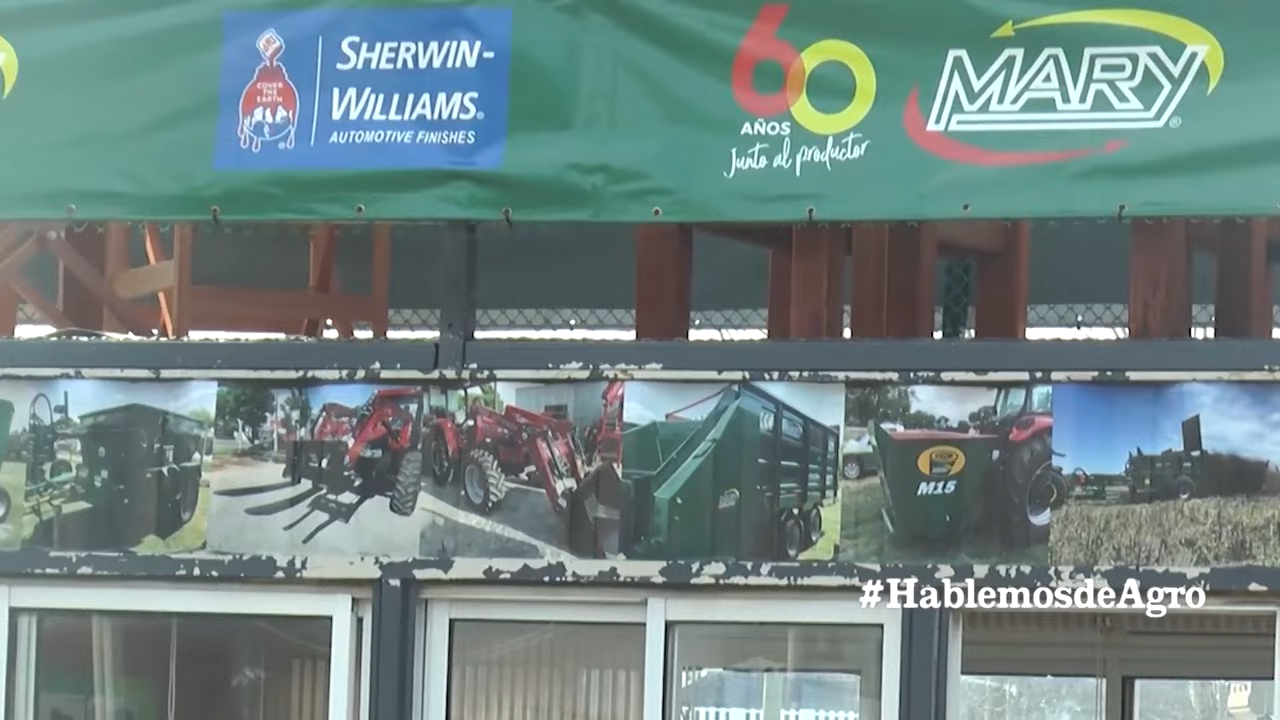 SHERWIN-
WILLIAMS®
AUTOMOTIVE FINISHES
COVER
THE
EARTH
60
AÑOS
Junto al productor
MARY®
M15
#HablemosdeAgro